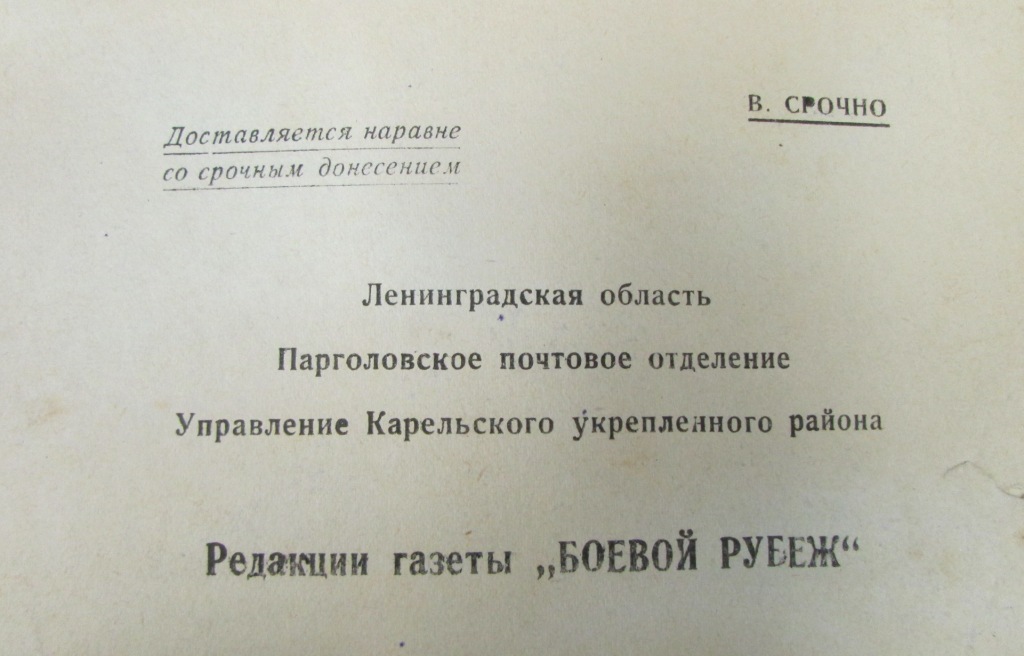 В. СРОЧНО
Доставляется наравне
со срочным донесением
Ленинградская область
Парголовское почтовое отделение
Управление Карельского укрепленного района
Редакции газеты „БОЕВОЙ РУБЕЖ“